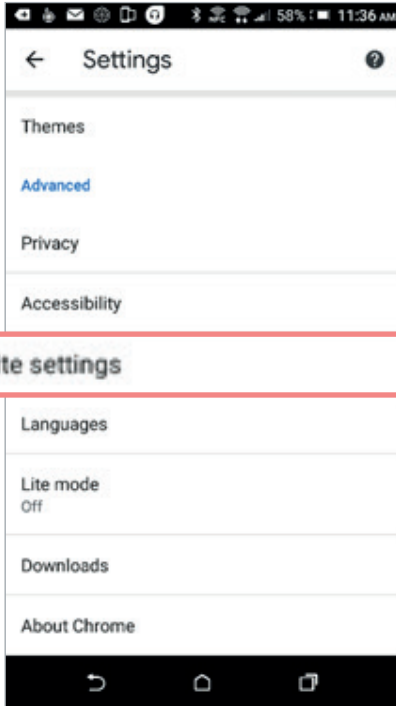 58% 11:36 AM
Settings
Themes
Advanced
Privacy
Accessibility
te settings
Languages
Lite mode
Off
Downloads
About Chrome